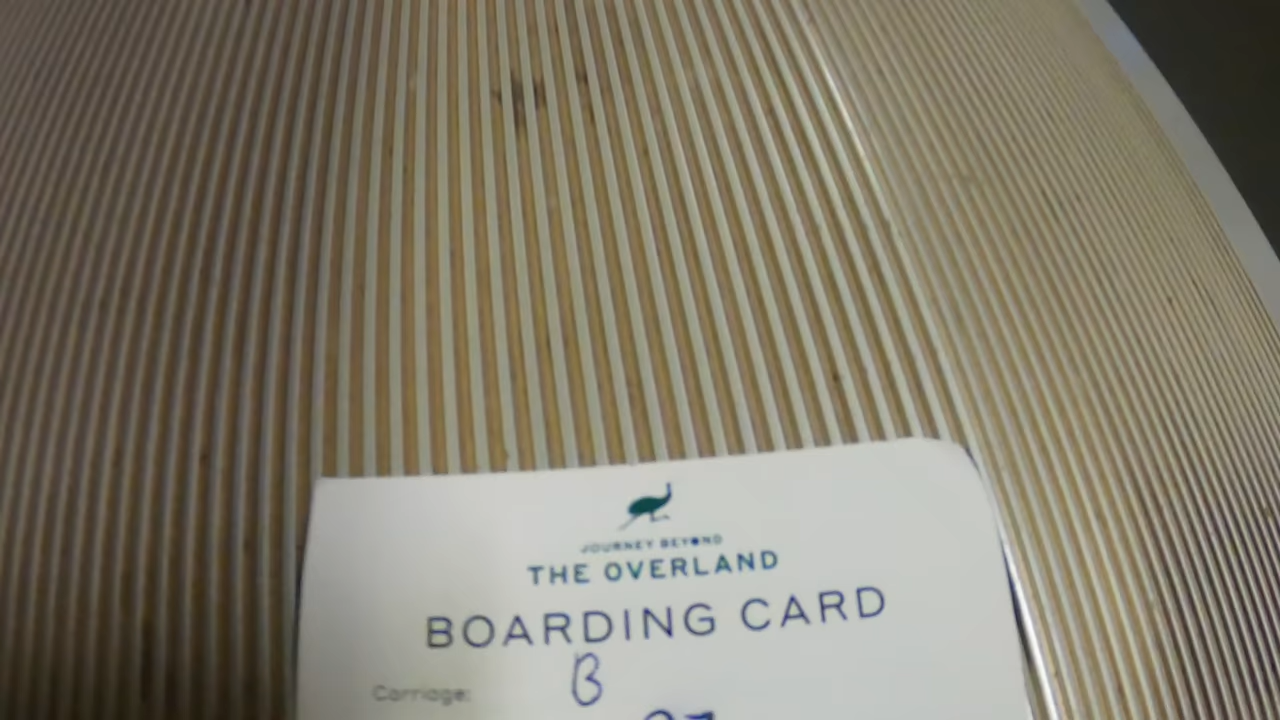 JOURNEY BEYOND
THE OVERLAND
BOARDING CARD
Carriage: B